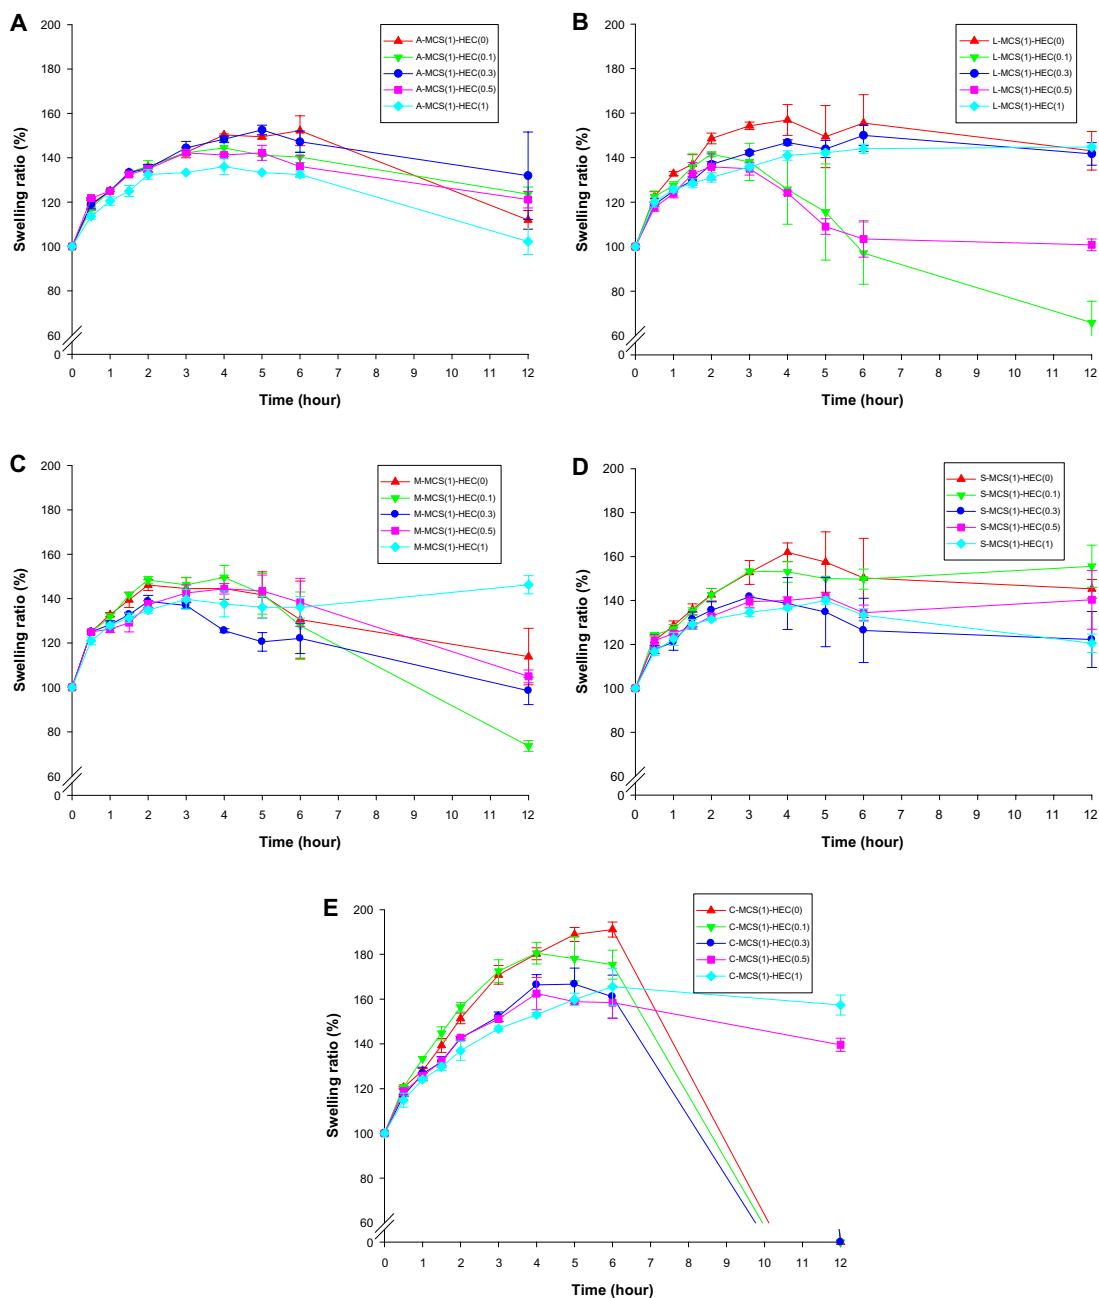 A
Swelling ratio (%)
200
180
160
140
120
100
80
60
0
A-MCS(1)-HEC(0)
A-MCS(1)-HEC(0.1)
A-MCS(1)-HEC(0.3)
A-MCS(1)-HEC(0.5)
A-MCS(1)-HEC(1)
0 1 2 3 4 5 6 7 8 9 10 11 12
Time (hour)
B
Swelling ratio (%)
200
180
160
140
120
100
80
60
0
L-MCS(1)-HEC(0)
L-MCS(1)-HEC(0.1)
L-MCS(1)-HEC(0.3)
L-MCS(1)-HEC(0.5)
L-MCS(1)-HEC(1)
0 1 2 3 4 5 6 7 8 9 10 11 12
Time (hour)
C
Swelling ratio (%)
200
180
160
140
120
100
80
60
0
M-MCS(1)-HEC(0)
M-MCS(1)-HEC(0.1)
M-MCS(1)-HEC(0.3)
M-MCS(1)-HEC(0.5)
M-MCS(1)-HEC(1)
0 1 2 3 4 5 6 7 8 9 10 11 12
Time (hour)
D
Swelling ratio (%)
200
180
160
140
120
100
80
60
0
S-MCS(1)-HEC(0)
S-MCS(1)-HEC(0.1)
S-MCS(1)-HEC(0.3)
S-MCS(1)-HEC(0.5)
S-MCS(1)-HEC(1)
0 1 2 3 4 5 6 7 8 9 10 11 12
Time (hour)
E
Swelling ratio (%)
200
180
160
140
120
100
80
60
0
C-MCS(1)-HEC(0)
C-MCS(1)-HEC(0.1)
C-MCS(1)-HEC(0.3)
C-MCS(1)-HEC(0.5)
C-MCS(1)-HEC(1)
0 1 2 3 4 5 6 7 8 9 10 11 12
Time (hour)